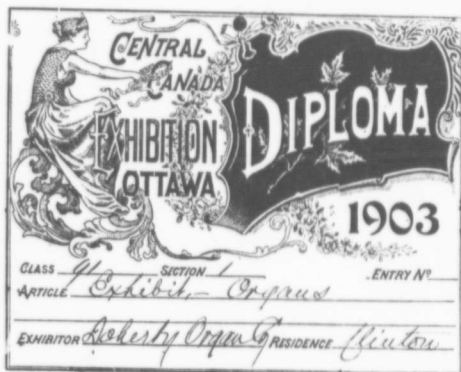 CENTRAL
CANADA
EXHIBITION
OTTAWA
DIPLOMA
1903
CLASS 91 SECTION 1 ENTRY Nº
ARTICLE Exhibit - Organs
EXHIBITOR Doherty Organ Co RESIDENCE Clinton